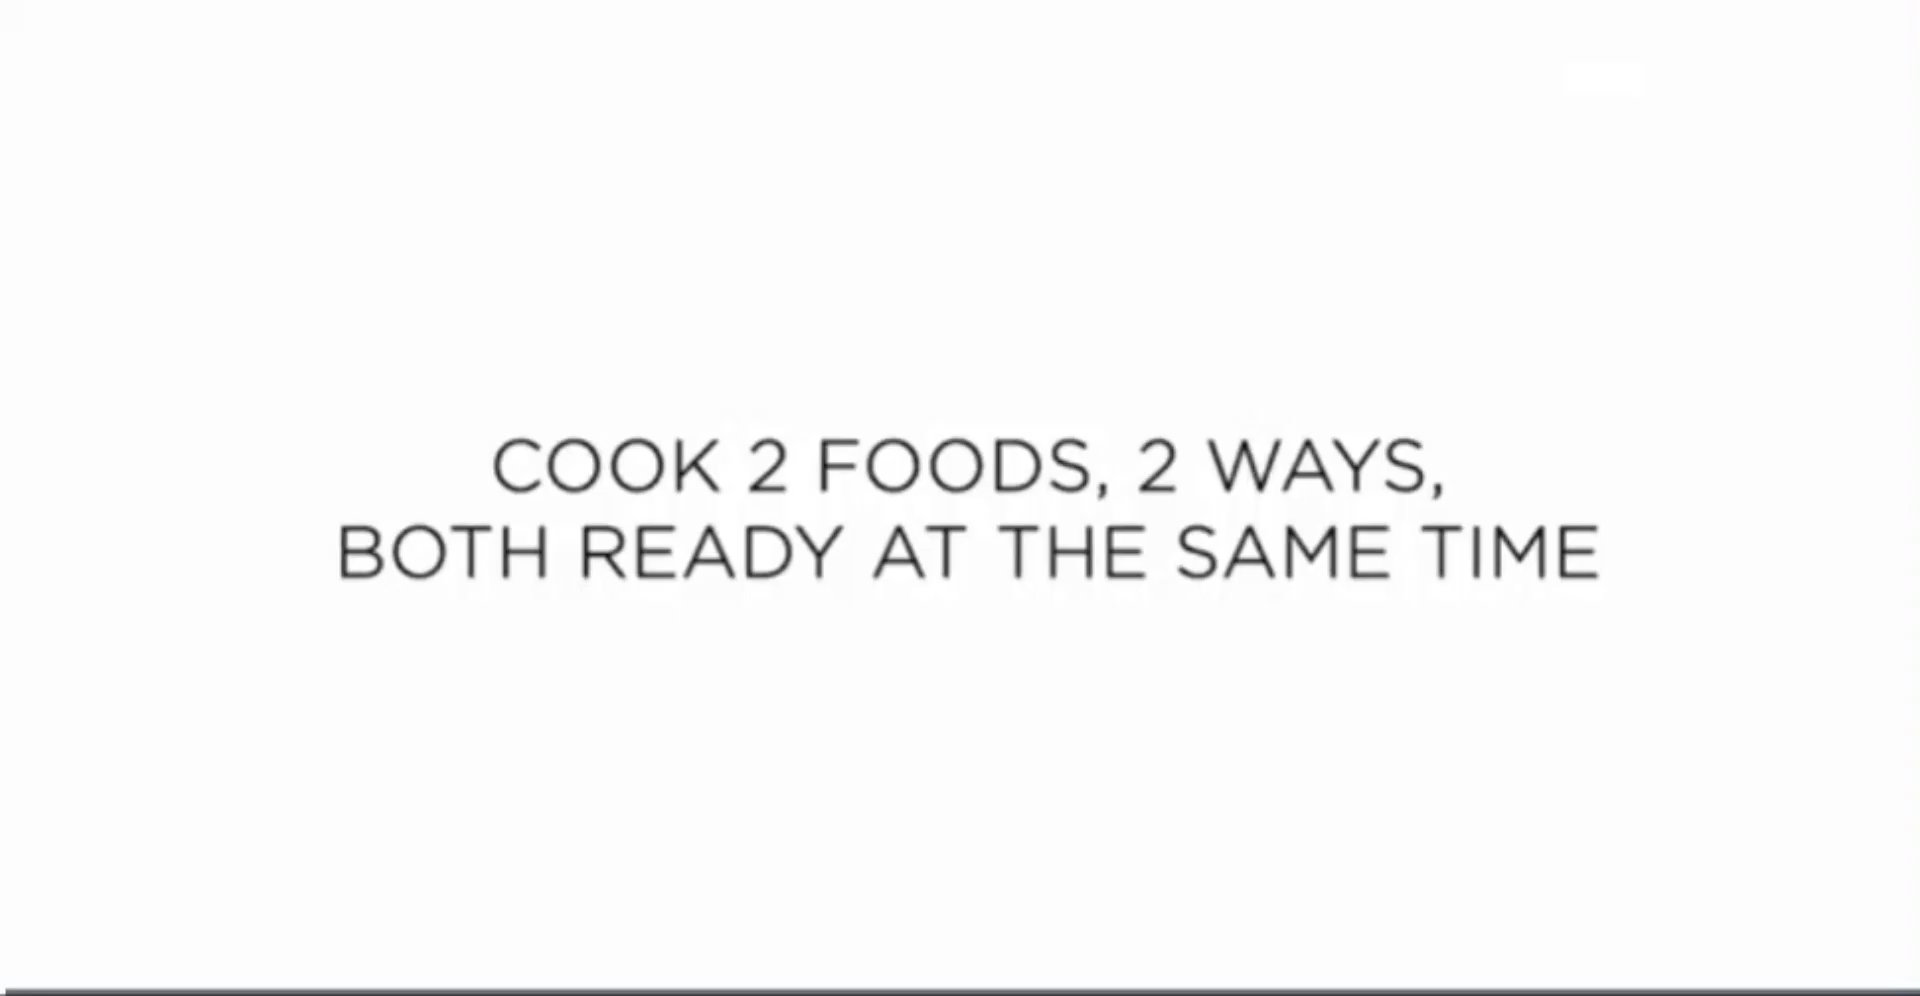 COOK 2 FOODS, 2 WAYS,
BOTH READY AT THE SAME TIME